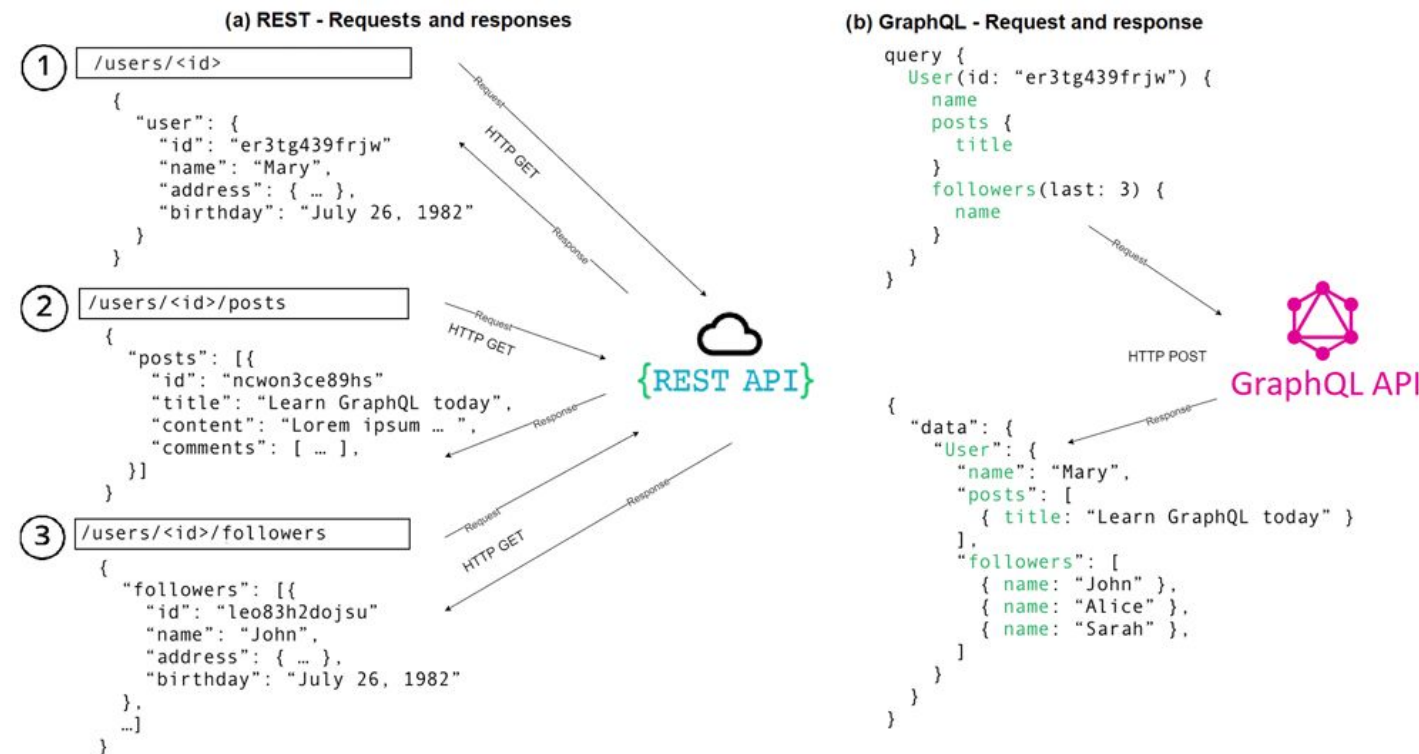 (a) REST - Requests and responses
1
/users/<id>
{
“user”: {
“id”: “er3tg439frjw”
“name”: “Mary”,
“address”: { … },
“birthday”: “July 26, 1982”
}
}
Request
HTTP GET
Response
2
/users/<id>/posts
{
“posts”: [{
“id”: “ncwon3ce89hs”
“title”: “Learn GraphQL today”,
“content”: “Lorem ipsum … ”,
“comments”: [ … ],
}]
}
Request
HTTP GET
Response
{REST API}
3
/users/<id>/followers
{
“followers”: [{
“id”: “leo83h2dojsu”
“name”: “John”,
“address”: { … },
“birthday”: “July 26, 1982”
},
…]
}
Request
HTTP GET
Response
(b) GraphQL - Request and response
query {
User(id: “er3tg439frjw”) {
name
posts {
title
}
followers(last: 3) {
name
}
}
}
Request
HTTP POST
GraphQL API
Response
{
“data”: {
“User”: {
“name”: “Mary”,
“posts”: [
{ title: “Learn GraphQL today” }
],
“followers”: [
{ name: “John” },
{ name: “Alice” },
{ name: “Sarah” },
]
}
}
}